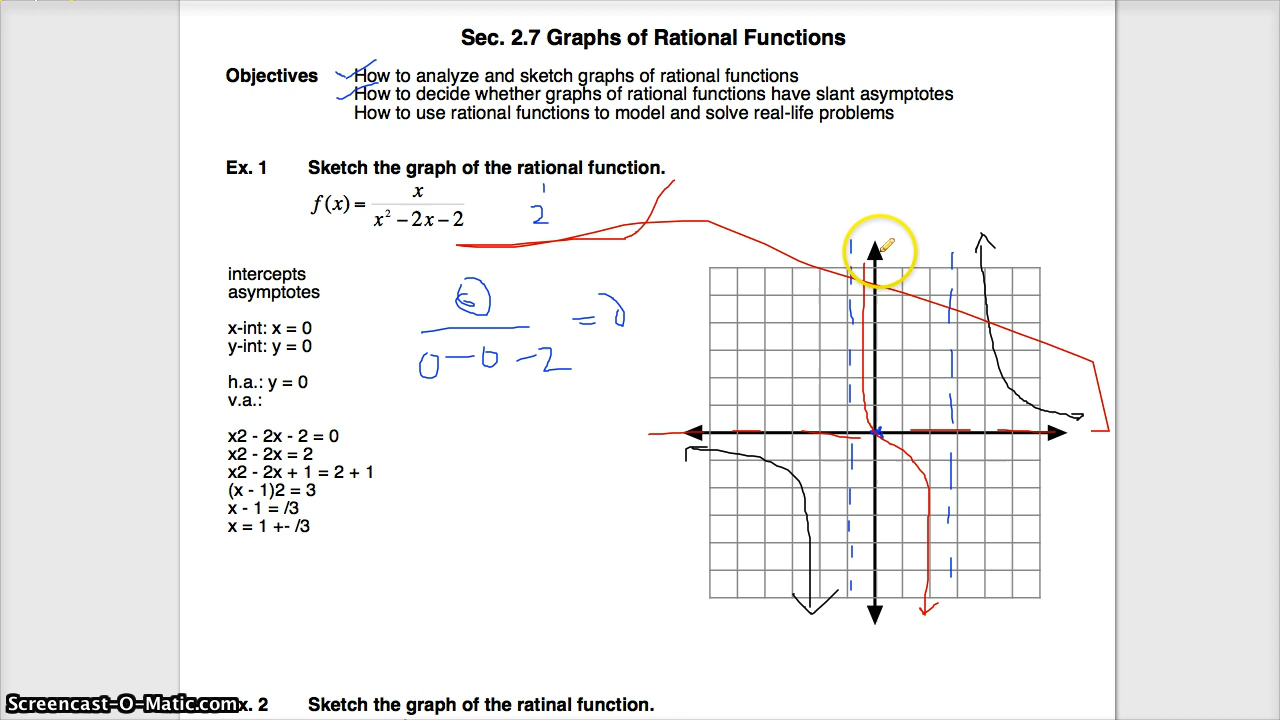 Sec. 2.7 Graphs of Rational Functions
Objectives How to analyze and sketch graphs of rational functions
How to decide whether graphs of rational functions have slant asymptotes
How to use rational functions to model and solve real-life problems
Ex. 1 Sketch the graph of the rational function.
f(x) = x / x² − 2x − 2
1
2
intercepts
asymptotes
0 / 0 - 0 - 2 = 0
x-int: x = 0
y-int: y = 0
h.a.: y = 0
v.a.:
x2 - 2x - 2 = 0
x2 - 2x = 2
x2 - 2x + 1 = 2 + 1
(x - 1)2 = 3
x - 1 = /3
x = 1 +- /3
Screencast-O-Matic.com
x. 2 Sketch the graph of the ratinal function.